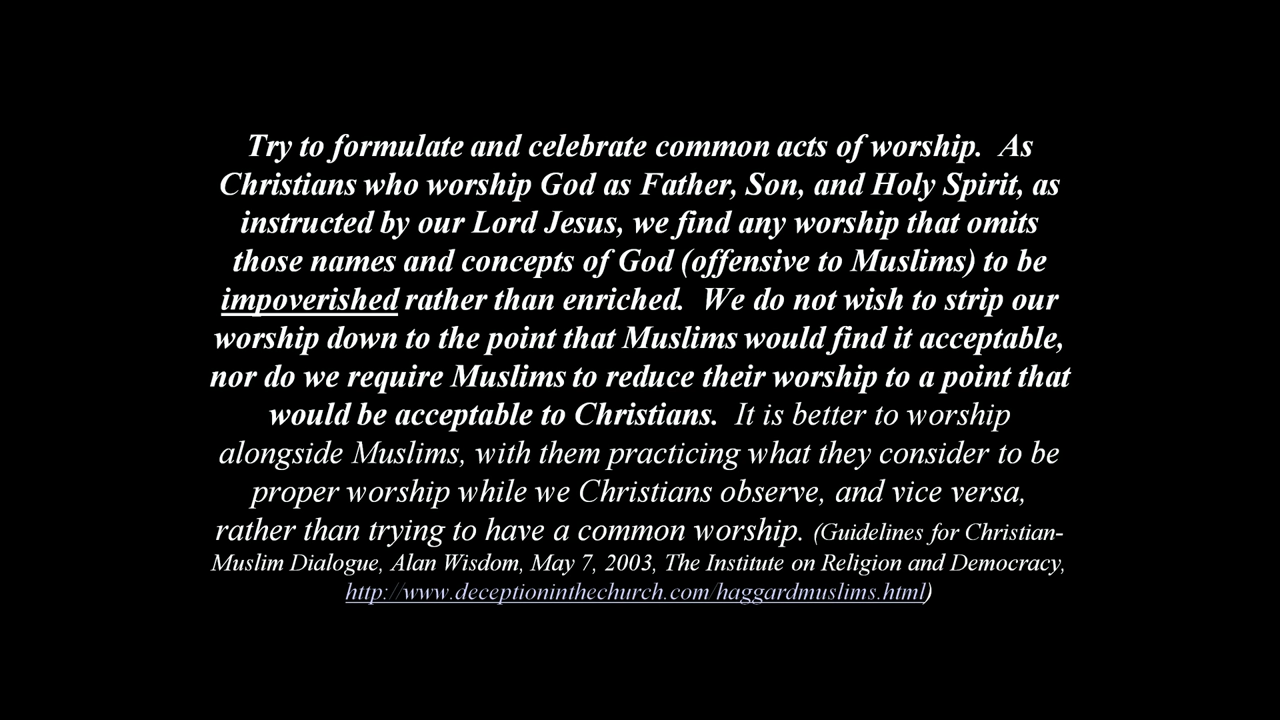 Try to formulate and celebrate common acts of worship.  As
Christians who worship God as Father, Son, and Holy Spirit, as
instructed by our Lord Jesus, we find any worship that omits
those names and concepts of God (offensive to Muslims) to be
impoverished rather than enriched.  We do not wish to strip our
worship down to the point that Muslims would find it acceptable,
nor do we require Muslims to reduce their worship to a point that
would be acceptable to Christians.  It is better to worship
alongside Muslims, with them practicing what they consider to be
proper worship while we Christians observe, and vice versa,
rather than trying to have a common worship. (Guidelines for Christian-
Muslim Dialogue, Alan Wisdom, May 7, 2003, The Institute on Religion and Democracy,
http://www.deceptioninthechurch.com/haggardmuslims.html)